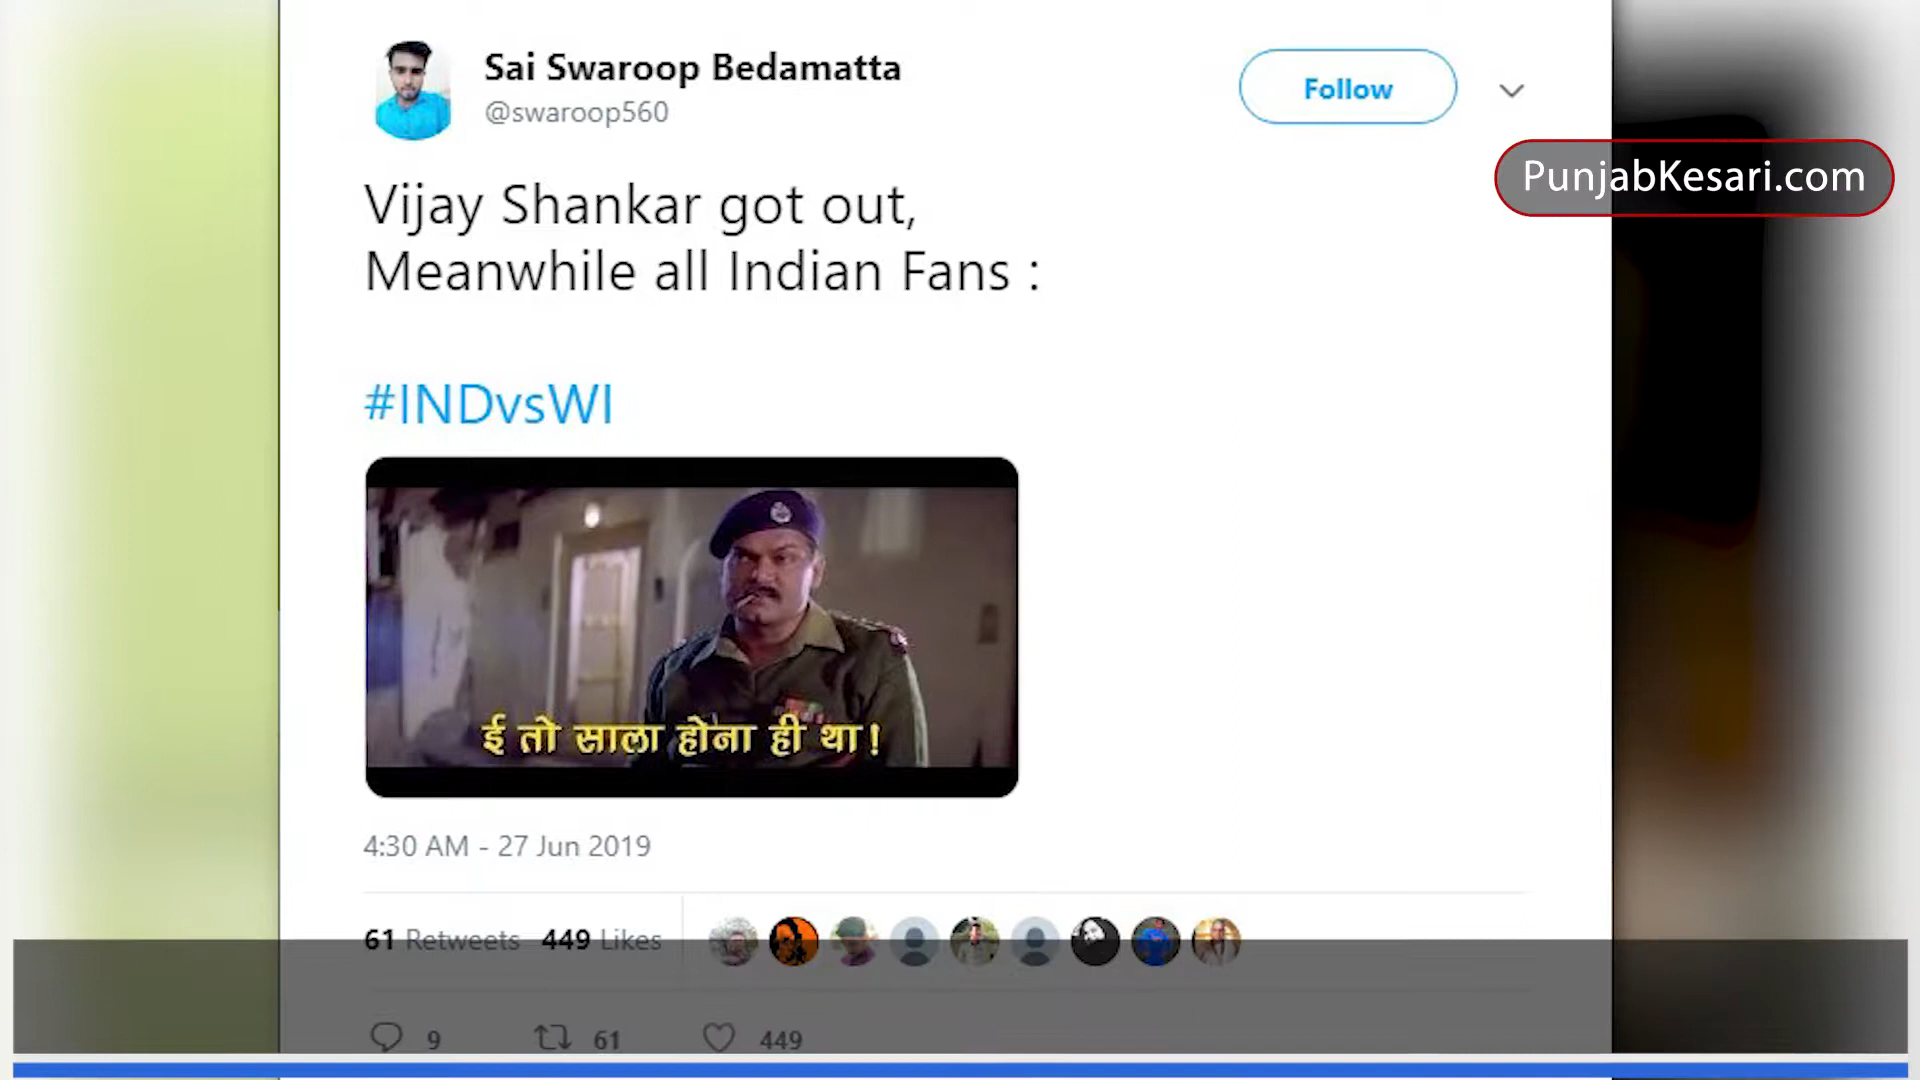 Sai Swaroop Bedamatta
@swaroop560
Follow
PunjabKesari.com
Vijay Shankar got out,
Meanwhile all Indian Fans :
#INDvsWI
ई तो साला होना ही था!
4:30 AM - 27 Jun 2019
61 Retweets 449 Likes
9 61 449